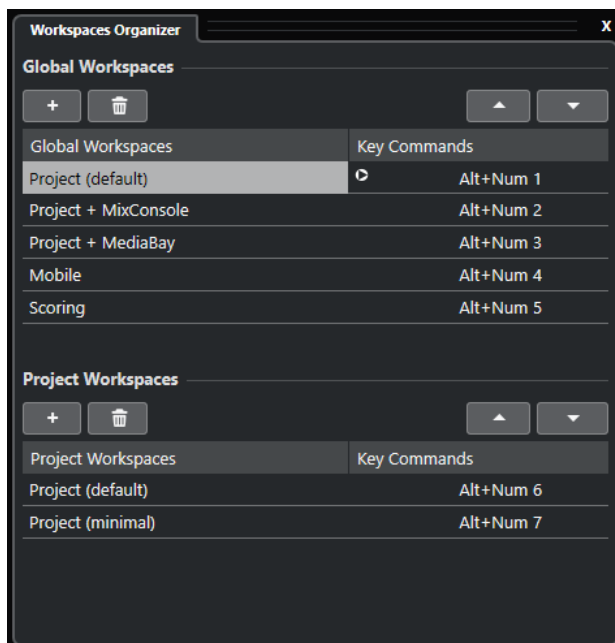 Workspaces Organizer X
Global Workspaces
+
Global Workspaces Key Commands
Project (default) Alt+Num 1
Project + MixConsole Alt+Num 2
Project + MediaBay Alt+Num 3
Mobile Alt+Num 4
Scoring Alt+Num 5
Project Workspaces
+
Project Workspaces Key Commands
Project (default) Alt+Num 6
Project (minimal) Alt+Num 7